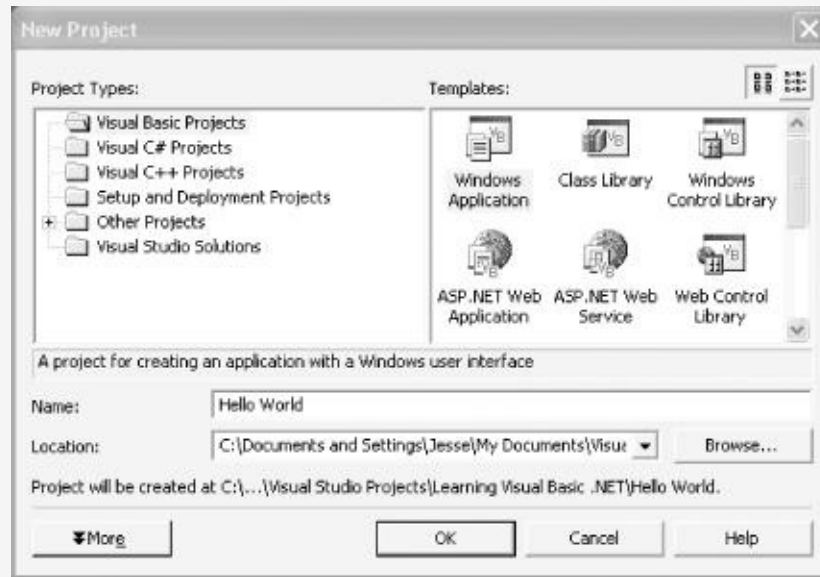 New Project
Project Types:
Templates:
Visual Basic Projects
Visual C# Projects
Visual C++ Projects
Setup and Deployment Projects
Other Projects
Visual Studio Solutions
Windows Application
Class Library
Windows Control Library
ASP.NET Web Application
ASP.NET Web Service
Web Control Library
A project for creating an application with a Windows user interface
Name:
Hello World
Location:
C:\Documents and Settings\Jesse\My Documents\Visua
Browse...
Project will be created at C:\...\Visual Studio Projects\Learning Visual Basic .NET\Hello World.
More
OK
Cancel
Help